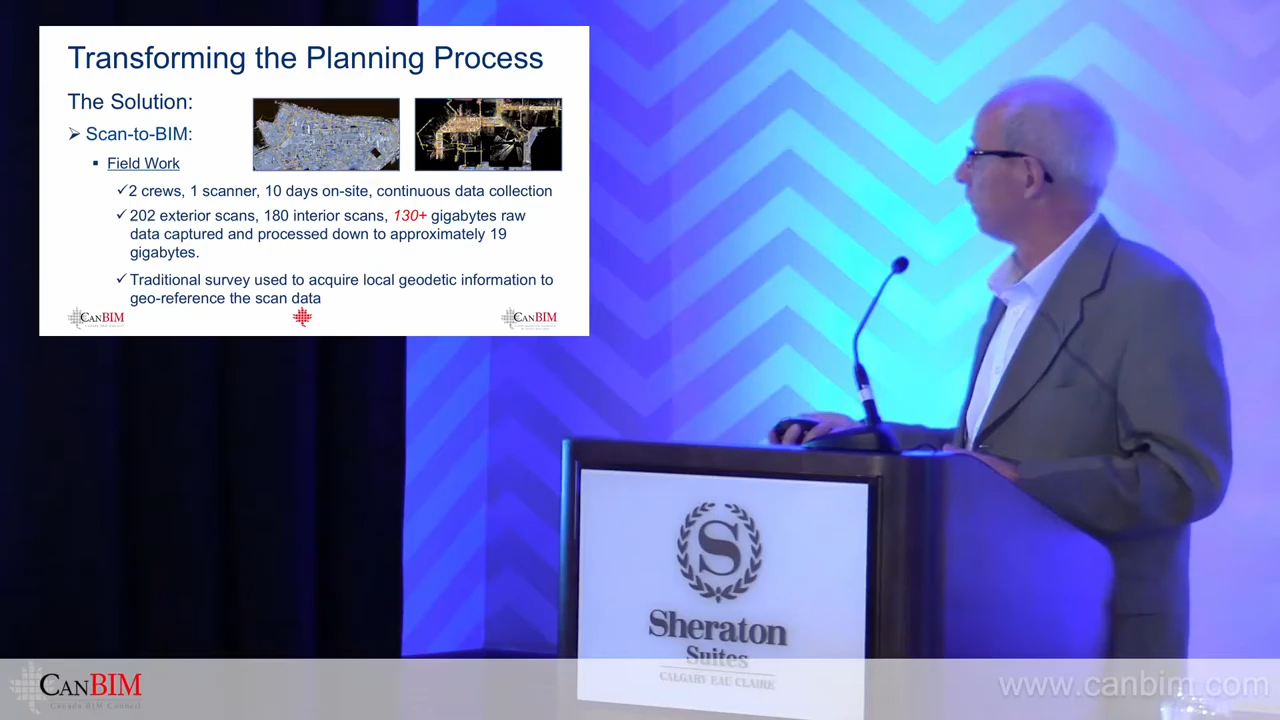 Transforming the Planning Process
The Solution:
➢ Scan-to-BIM:
▪ Field Work
✓2 crews, 1 scanner, 10 days on-site, continuous data collection
✓202 exterior scans, 180 interior scans, 130+ gigabytes raw
data captured and processed down to approximately 19
gigabytes.
✓Traditional survey used to acquire local geodetic information to
geo-reference the scan data
CANBIM
CANBIM
S
Sheraton
Suites
CALGARY EAU CLAIRE
CANBIM
Canada BIM Council
www.canbim.com